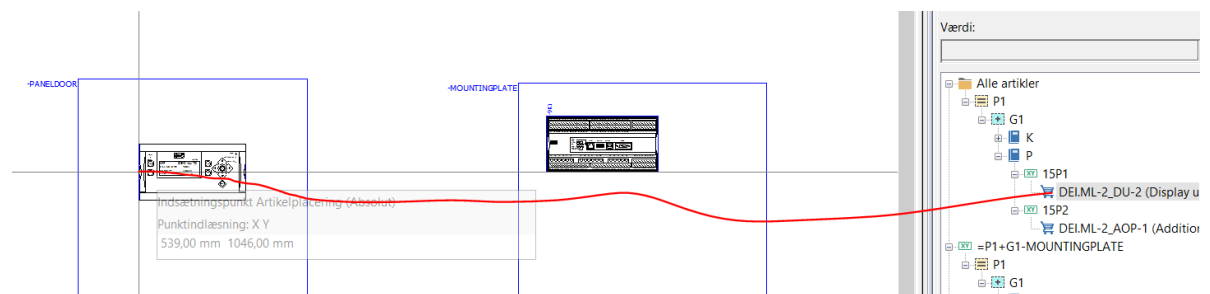 -PANELDOOR
-MOUNTINGPLATE
Indsætningspunkt Artikelplacering (Absolut)
Punktindlæsning: X Y
539,00 mm 1046,00 mm
Værdi:
Alle artikler
P1
G1
K
P
15P1
DEI.ML-2_DU-2 (Display u
15P2
DEI.ML-2_AOP-1 (Addition
=P1+G1-MOUNTINGPLATE
P1
G1